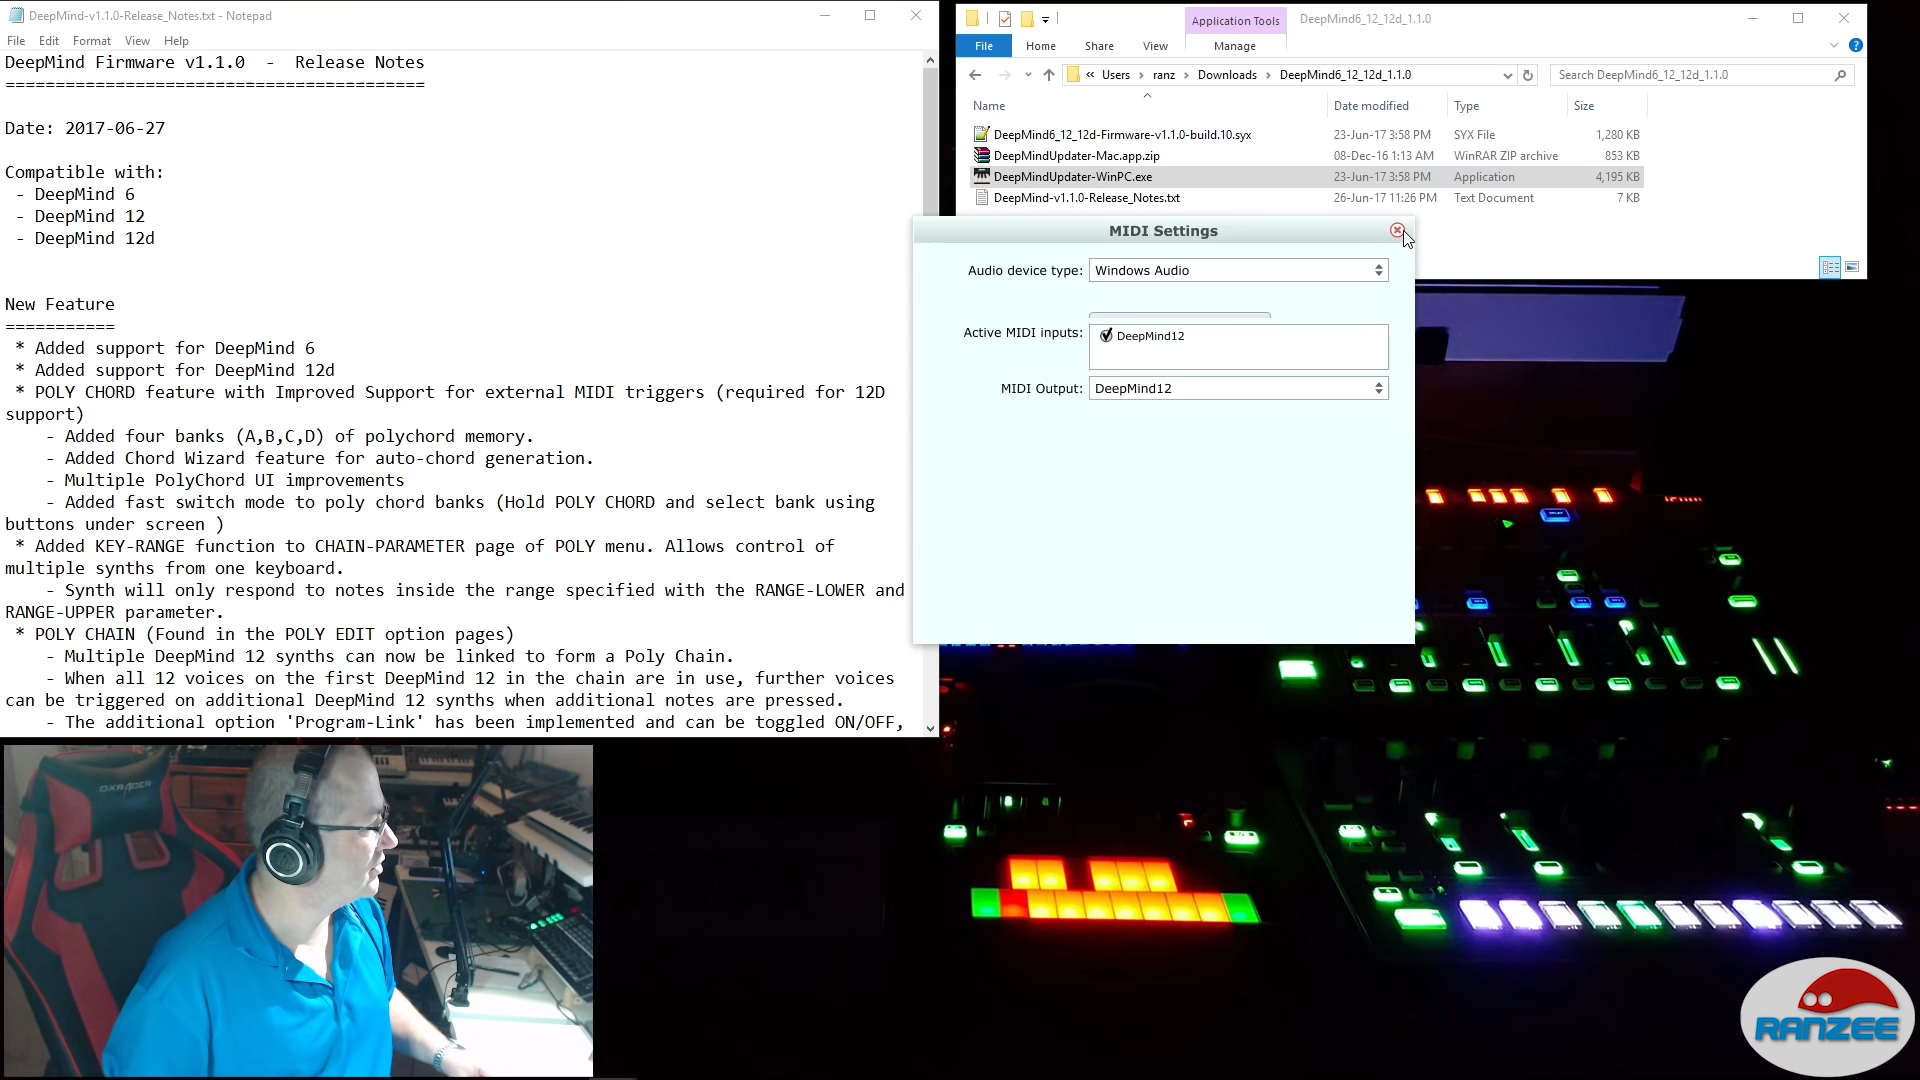 DeepMind-v1.1.0-Release_Notes.txt - Notepad
File Edit Format View Help
DeepMind Firmware v1.1.0  -  Release Notes
==========================================
Date: 2017-06-27
Compatible with:
- DeepMind 6
- DeepMind 12
- DeepMind 12d
New Feature
===========
* Added support for DeepMind 6
* Added support for DeepMind 12d
* POLY CHORD feature with Improved Support for external MIDI triggers (required for 12D
support)
- Added four banks (A,B,C,D) of polychord memory.
- Added Chord Wizard feature for auto-chord generation.
- Multiple PolyChord UI improvements
- Added fast switch mode to poly chord banks (Hold POLY CHORD and select bank using
buttons under screen )
* Added KEY-RANGE function to CHAIN-PARAMETER page of POLY menu. Allows control of
multiple synths from one keyboard.
- Synth will only respond to notes inside the range specified with the RANGE-LOWER and
RANGE-UPPER parameter.
* POLY CHAIN (Found in the POLY EDIT option pages)
- Multiple DeepMind 12 synths can now be linked to form a Poly Chain.
- When all 12 voices on the first DeepMind 12 in the chain are in use, further voices
can be triggered on additional DeepMind 12 synths when additional notes are pressed.
- The additional option 'Program-Link' has been implemented and can be toggled ON/OFF,
Application Tools
DeepMind6_12_12d_1.1.0
File Home Share View Manage
« Users › ranz › Downloads › DeepMind6_12_12d_1.1.0
Search DeepMind6_12_12d_1.1.0
Name Date modified Type Size
DeepMind6_12_12d-Firmware-v1.1.0-build.10.syx 23-Jun-17 3:58 PM SYX File 1,280 KB
DeepMindUpdater-Mac.app.zip 08-Dec-16 1:13 AM WinRAR ZIP archive 853 KB
DeepMindUpdater-WinPC.exe 23-Jun-17 3:58 PM Application 4,195 KB
DeepMind-v1.1.0-Release_Notes.txt 26-Jun-17 11:26 PM Text Document 7 KB
MIDI Settings
Audio device type: Windows Audio
Active MIDI inputs: DeepMind12
MIDI Output: DeepMind12
RANZEE